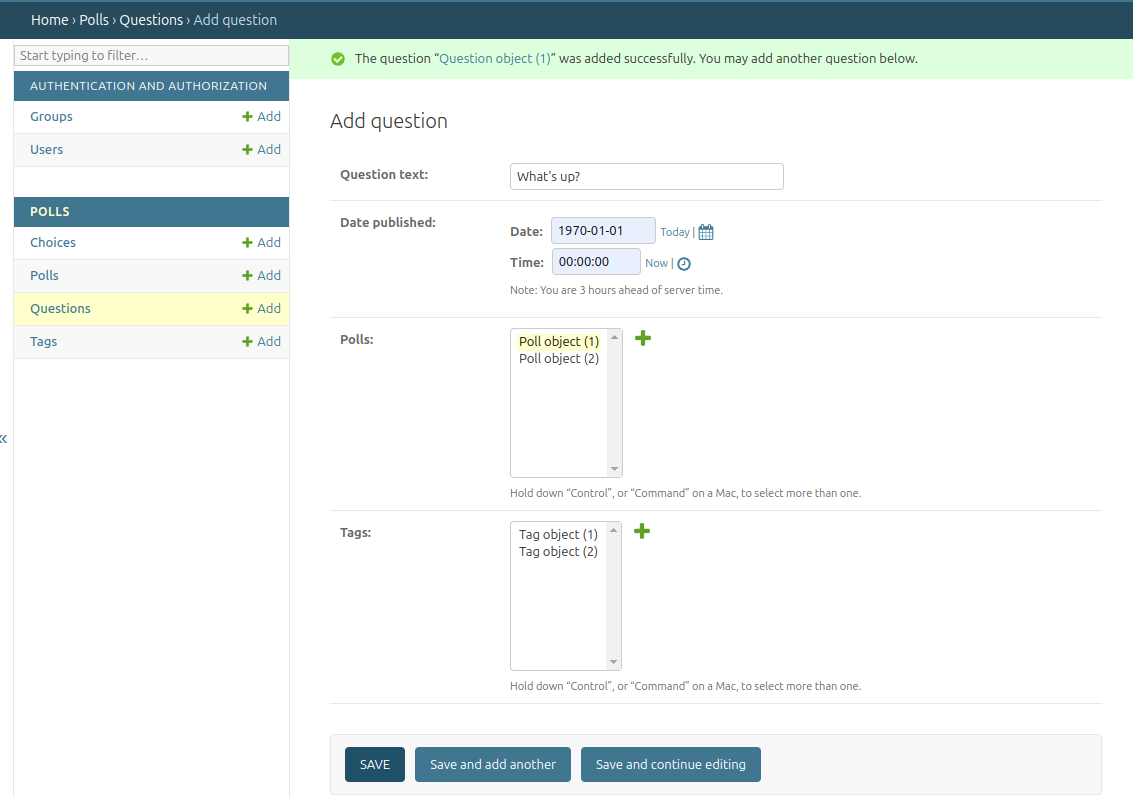 Home › Polls › Questions › Add question
Start typing to filter…
AUTHENTICATION AND AUTHORIZATION
Groups + Add
Users + Add
POLLS
Choices + Add
Polls + Add
Questions + Add
Tags + Add
«
The question “Question object (1)” was added successfully. You may add another question below.
Add question
Question text: What's up?
Date published:
Date: 1970-01-01 Today |
Time: 00:00:00 Now |
Note: You are 3 hours ahead of server time.
Polls:
Poll object (1)
Poll object (2)
Hold down “Control”, or “Command” on a Mac, to select more than one.
Tags:
Tag object (1)
Tag object (2)
Hold down “Control”, or “Command” on a Mac, to select more than one.
SAVE Save and add another Save and continue editing